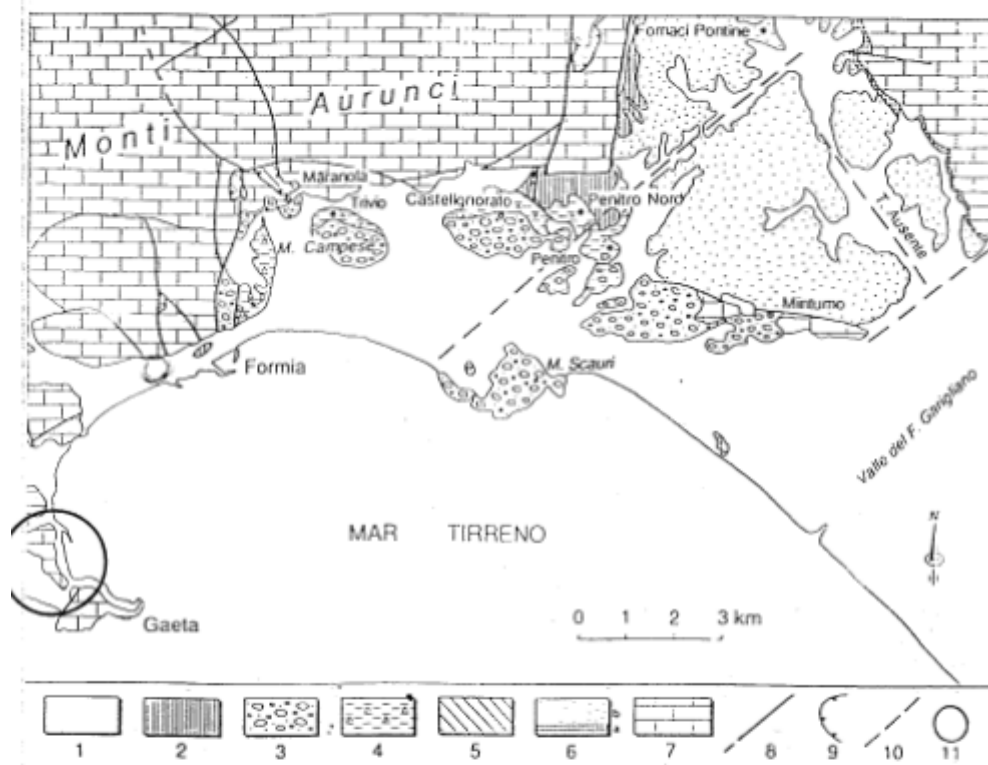 Fornaci Pontine
Aurunci
Monti
Maranola
Trivio
Castellonorato
Penitro Nord
M. Campese
Penitro
T. Ausente
Minturno
Formia
M. Scauri
Valle del F. Garigliano
MAR TIRRENO
N
Gaeta
0 1 2 3 km
1 2 3 4 5 6 7 8 9 10 11